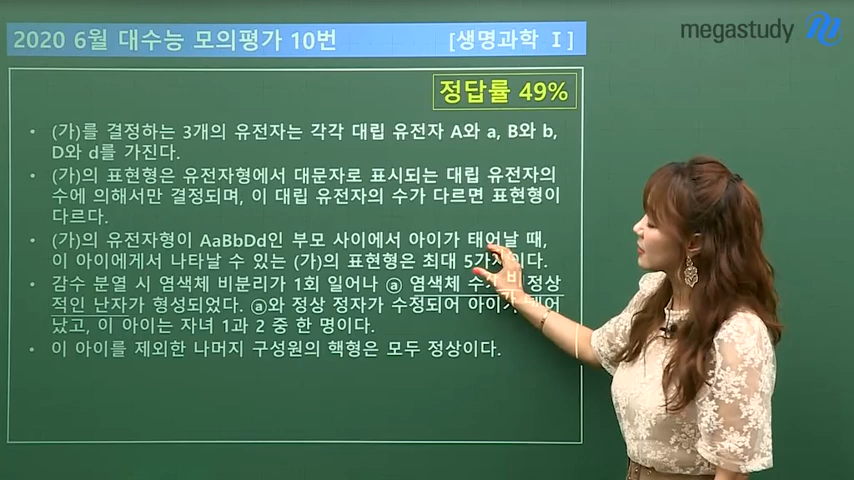 2020 6월 대수능 모의평가 10번 [생명과학 Ⅰ]
megastudy
정답률 49%
• (가)를 결정하는 3개의 유전자는 각각 대립 유전자 A와 a, B와 b,
D와 d를 가진다.
• (가)의 표현형은 유전자형에서 대문자로 표시되는 대립 유전자의
수에 의해서만 결정되며, 이 대립 유전자의 수가 다르면 표현형이
다르다.
• (가)의 유전자형이 AaBbDd인 부모 사이에서 아이가 태어날 때,
이 아이에게서 나타날 수 있는 (가)의 표현형은 최대
• 감수 분열 시 염색체 비분리가 1회 일어나 ⓐ 염색체 비정상
적인 난자가 형성되었다. ⓐ와 정상 정자가 수정되어 아이가
났고, 이 아이는 자녀 1과 2 중 한 명이다.
• 이 아이를 제외한 나머지 구성원의 핵형은 모두 정상이다.